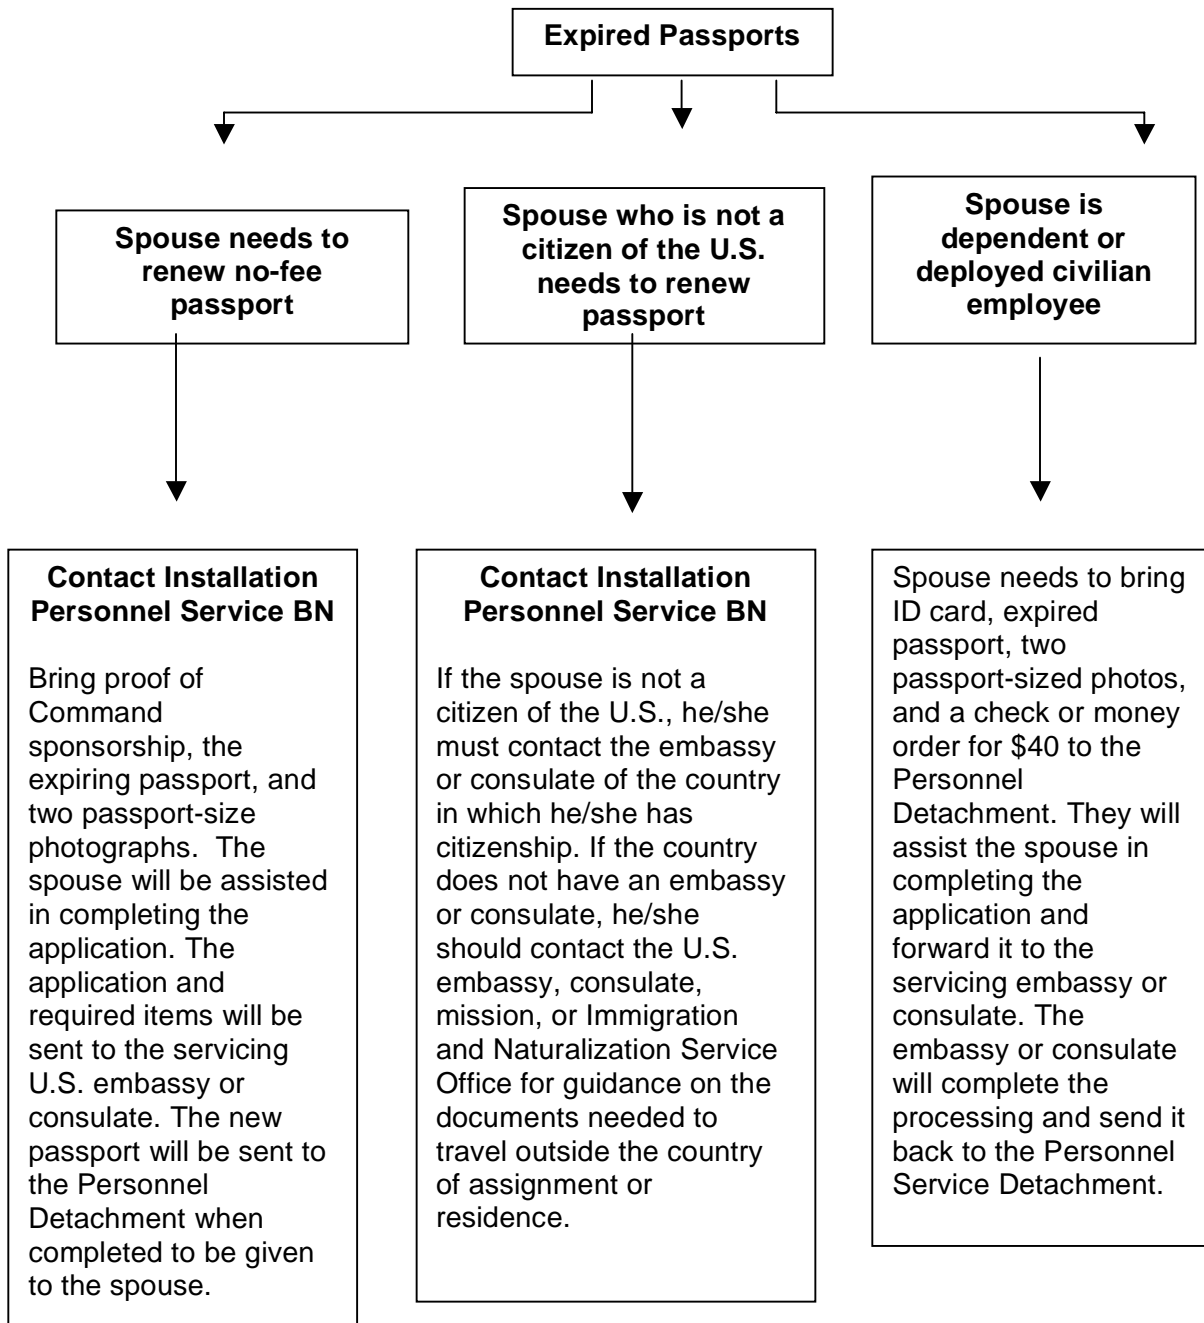 Expired Passports
Spouse needs to
renew no-fee
passport
Spouse who is not a
citizen of the U.S.
needs to renew
passport
Spouse is
dependent or
deployed civilian
employee
Contact Installation
Personnel Service BN
Bring proof of
Command
sponsorship, the
expiring passport, and
two passport-size
photographs.  The
spouse will be assisted
in completing the
application. The
application and
required items will be
sent to the servicing
U.S. embassy or
consulate. The new
passport will be sent to
the Personnel
Detachment when
completed to be given
to the spouse.
Contact Installation
Personnel Service BN
If the spouse is not a
citizen of the U.S., he/she
must contact the embassy
or consulate of the country
in which he/she has
citizenship. If the country
does not have an embassy
or consulate, he/she
should contact the U.S.
embassy, consulate,
mission, or Immigration
and Naturalization Service
Office for guidance on the
documents needed to
travel outside the country
of assignment or
residence.
Spouse needs to bring
ID card, expired
passport, two
passport-sized photos,
and a check or money
order for $40 to the
Personnel
Detachment. They will
assist the spouse in
completing the
application and
forward it to the
servicing embassy or
consulate. The
embassy or consulate
will complete the
processing and send it
back to the Personnel
Service Detachment.